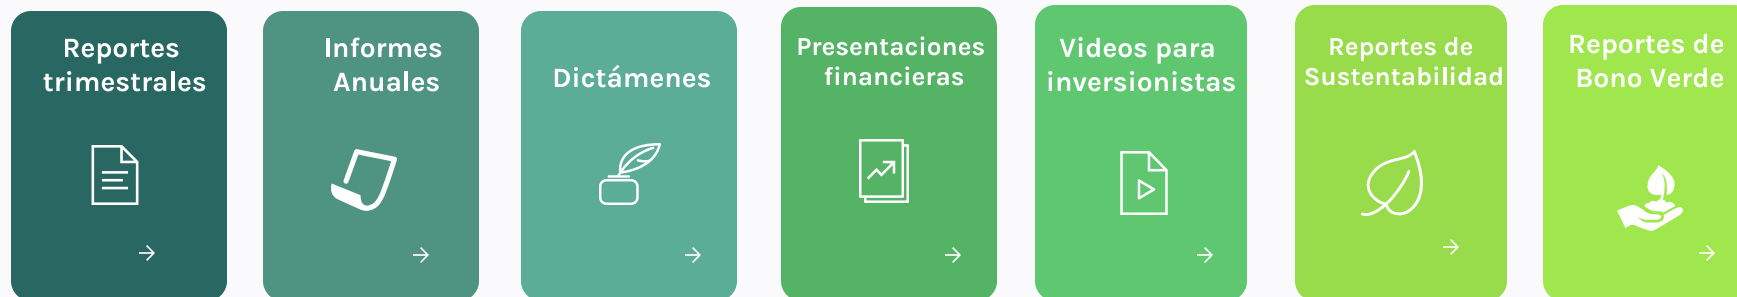 Reportes
trimestrales
Informes
Anuales
Dictámenes
Presentaciones
financieras
Videos para
inversionistas
Reportes de
Sustentabilidad
Reportes de
Bono Verde